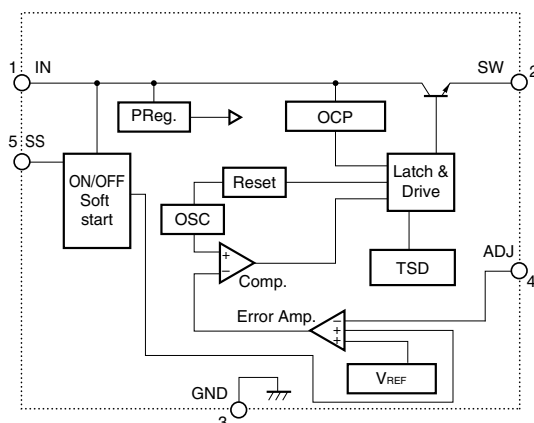 1 IN
SW 2
PReg.
OCP
5 SS
ON/OFF
Soft
start
Latch &
Drive
Reset
OSC
+
−
Comp.
TSD
ADJ
4
Error Amp.
−
+
+
VREF
GND
3